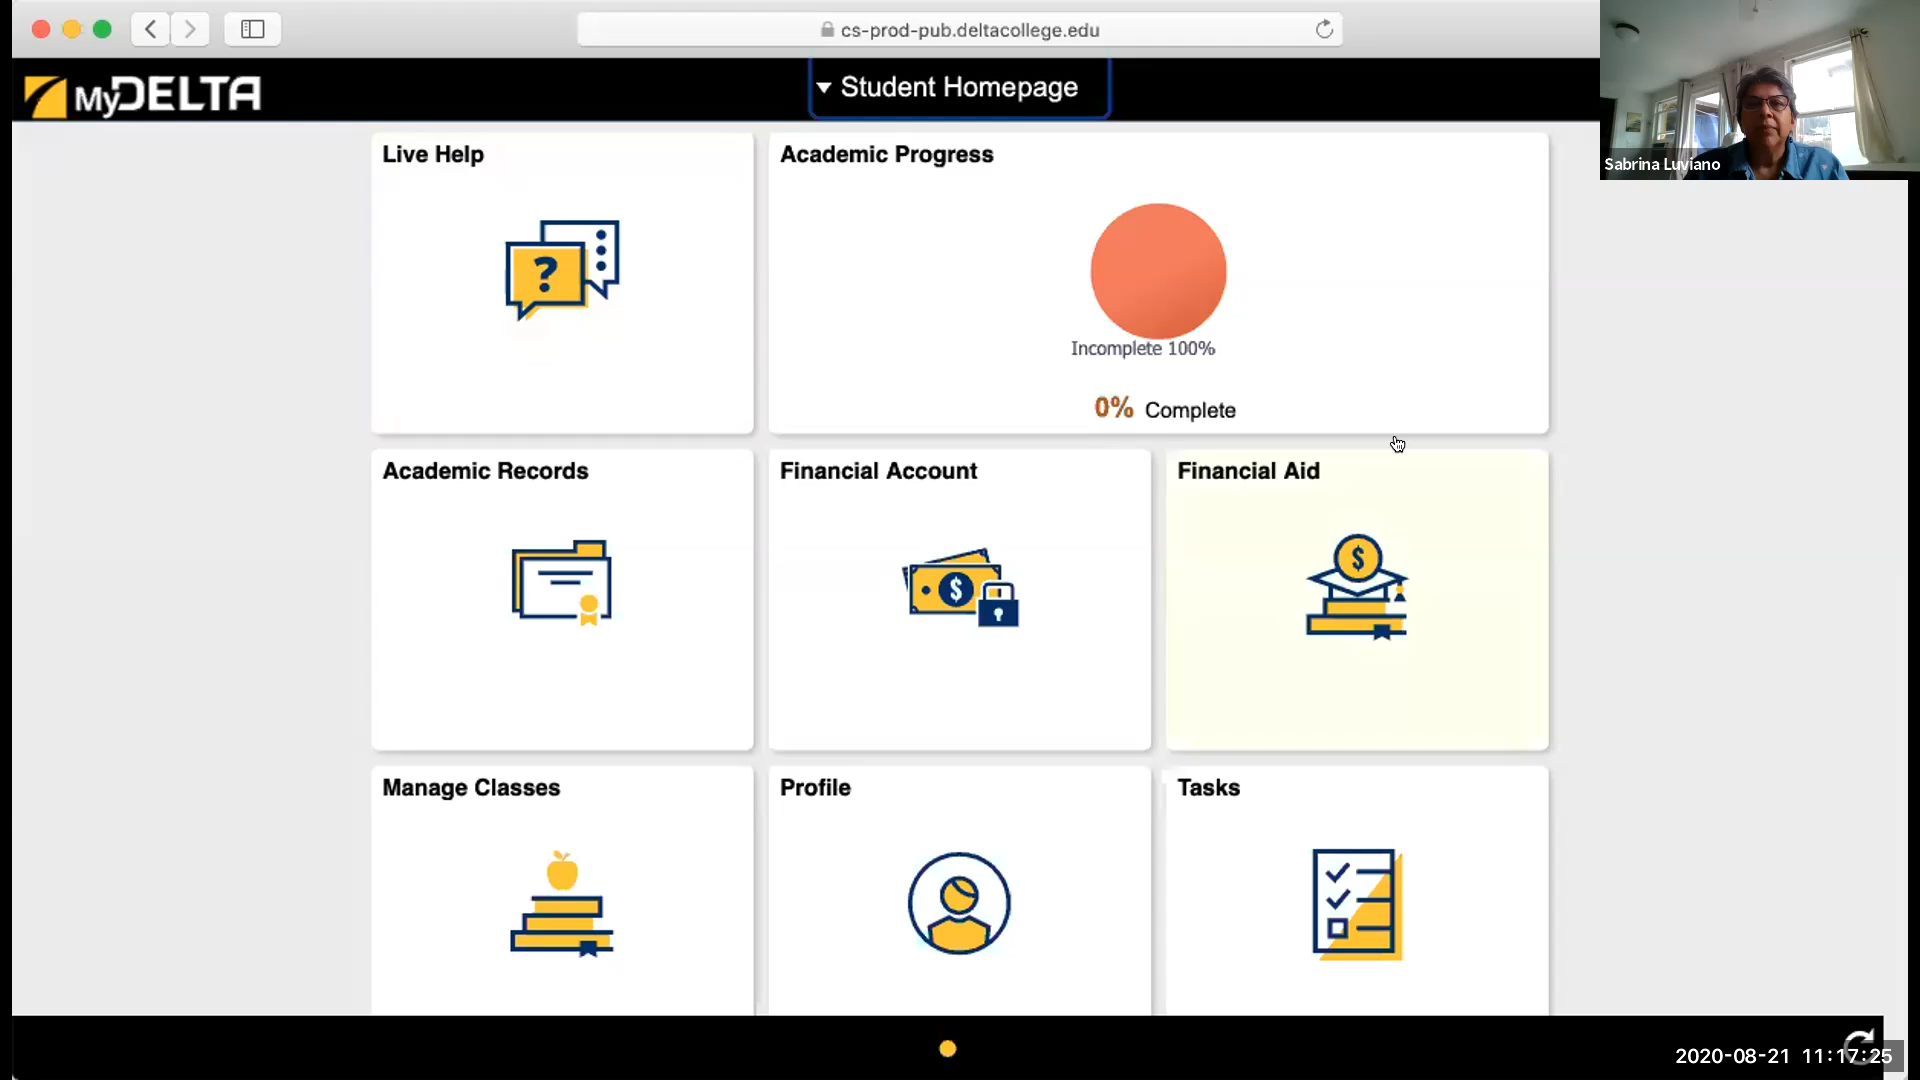 cs-prod-pub.deltacollege.edu
MyDELTA
Student Homepage
Sabrina Luviano
Live Help
?
Academic Progress
Incomplete 100%
0% Complete
Academic Records
Financial Account
$
Financial Aid
$
Manage Classes
Profile
Tasks
2020-08-21 11:17:25